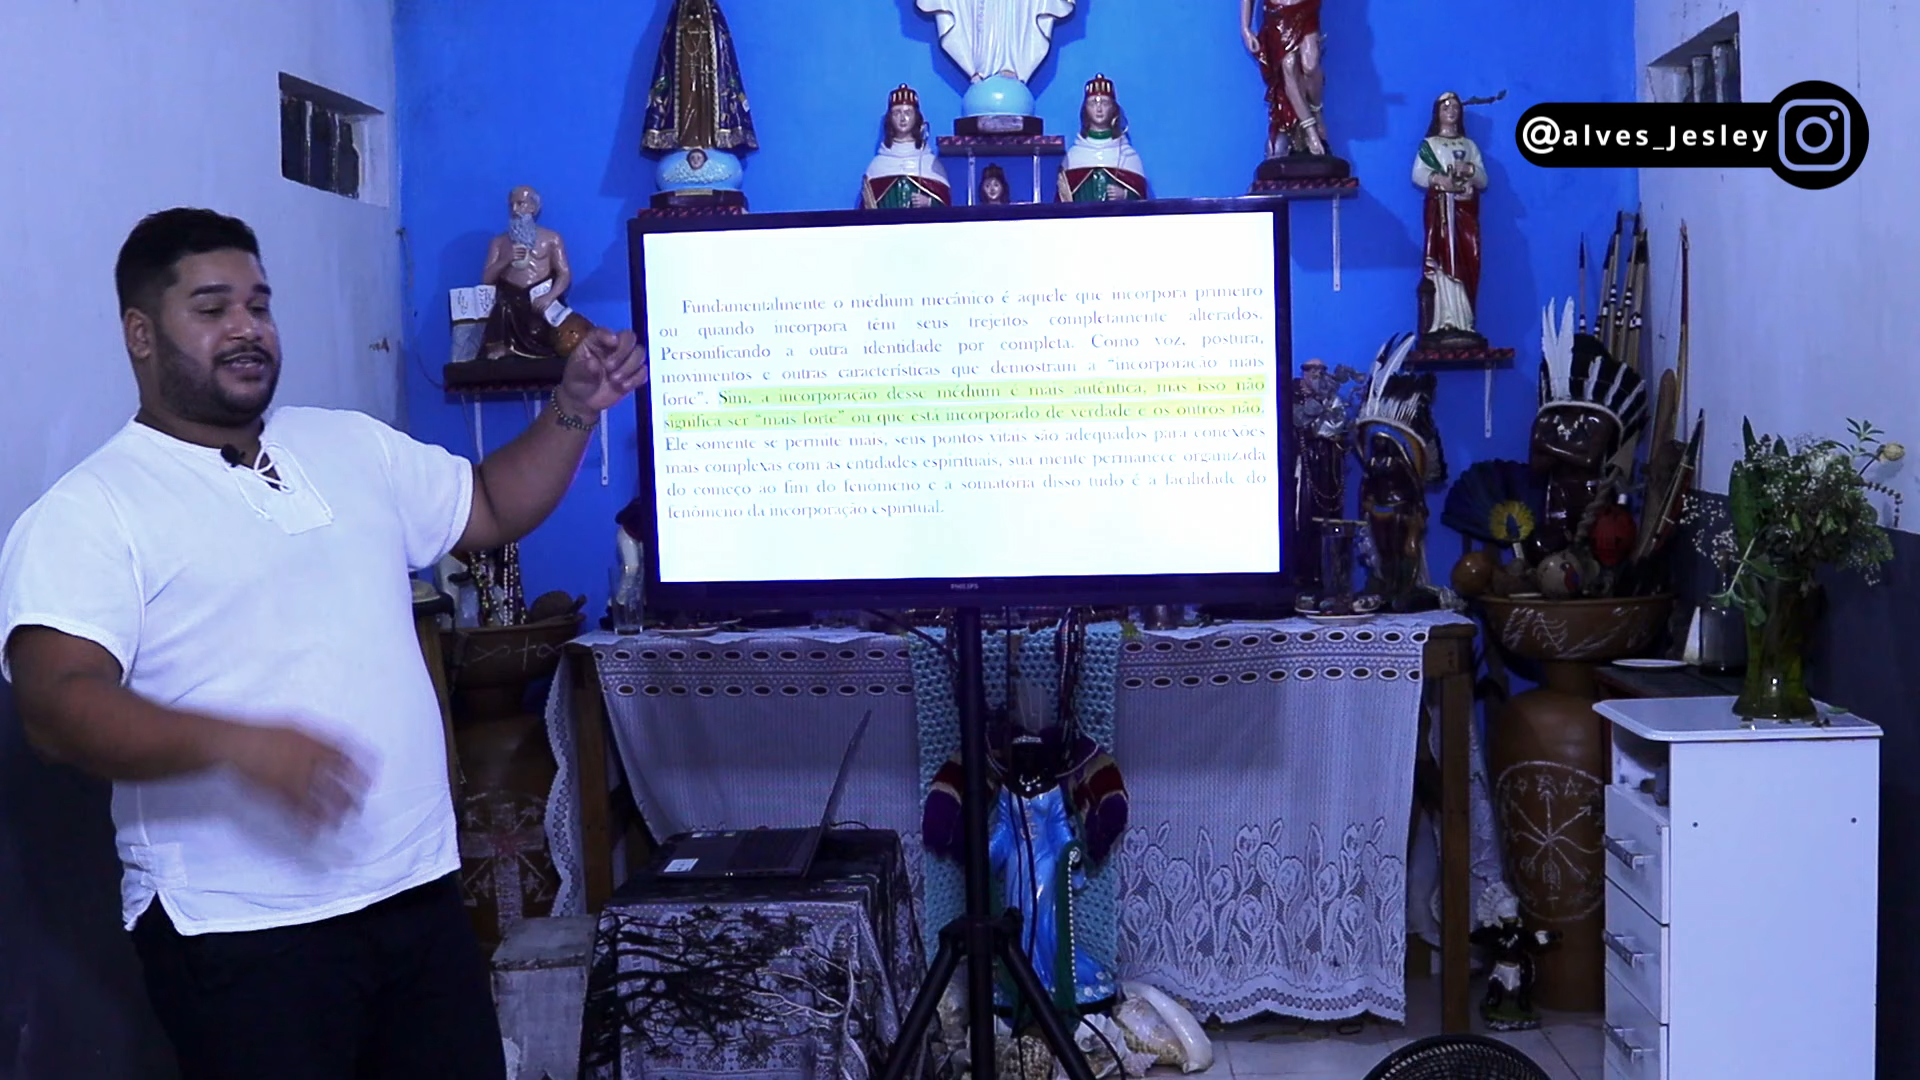 @alves_Jesley
Fundamentalmente o médium mecânico é aquele que incorpora primeiro
ou quando incorpora têm seus trejeitos completamente alterados.
Personificando a outra identidade por completa. Como voz, postura,
movimentos e outras características que demostram a "incorporação mais
forte". Sim, a incorporação desse médium é mais autêntica, mas isso não
significa ser "mais forte" ou que está incorporado de verdade e os outros não.
Ele somente se permite mais, seus pontos vitais são adequados para conexões
mais complexas com as entidades espirituais, sua mente permanece organizada
do começo ao fim do fenômeno e a somatória disso tudo é a facilidade do
fenômeno da incorporação espiritual.
PHILIPS